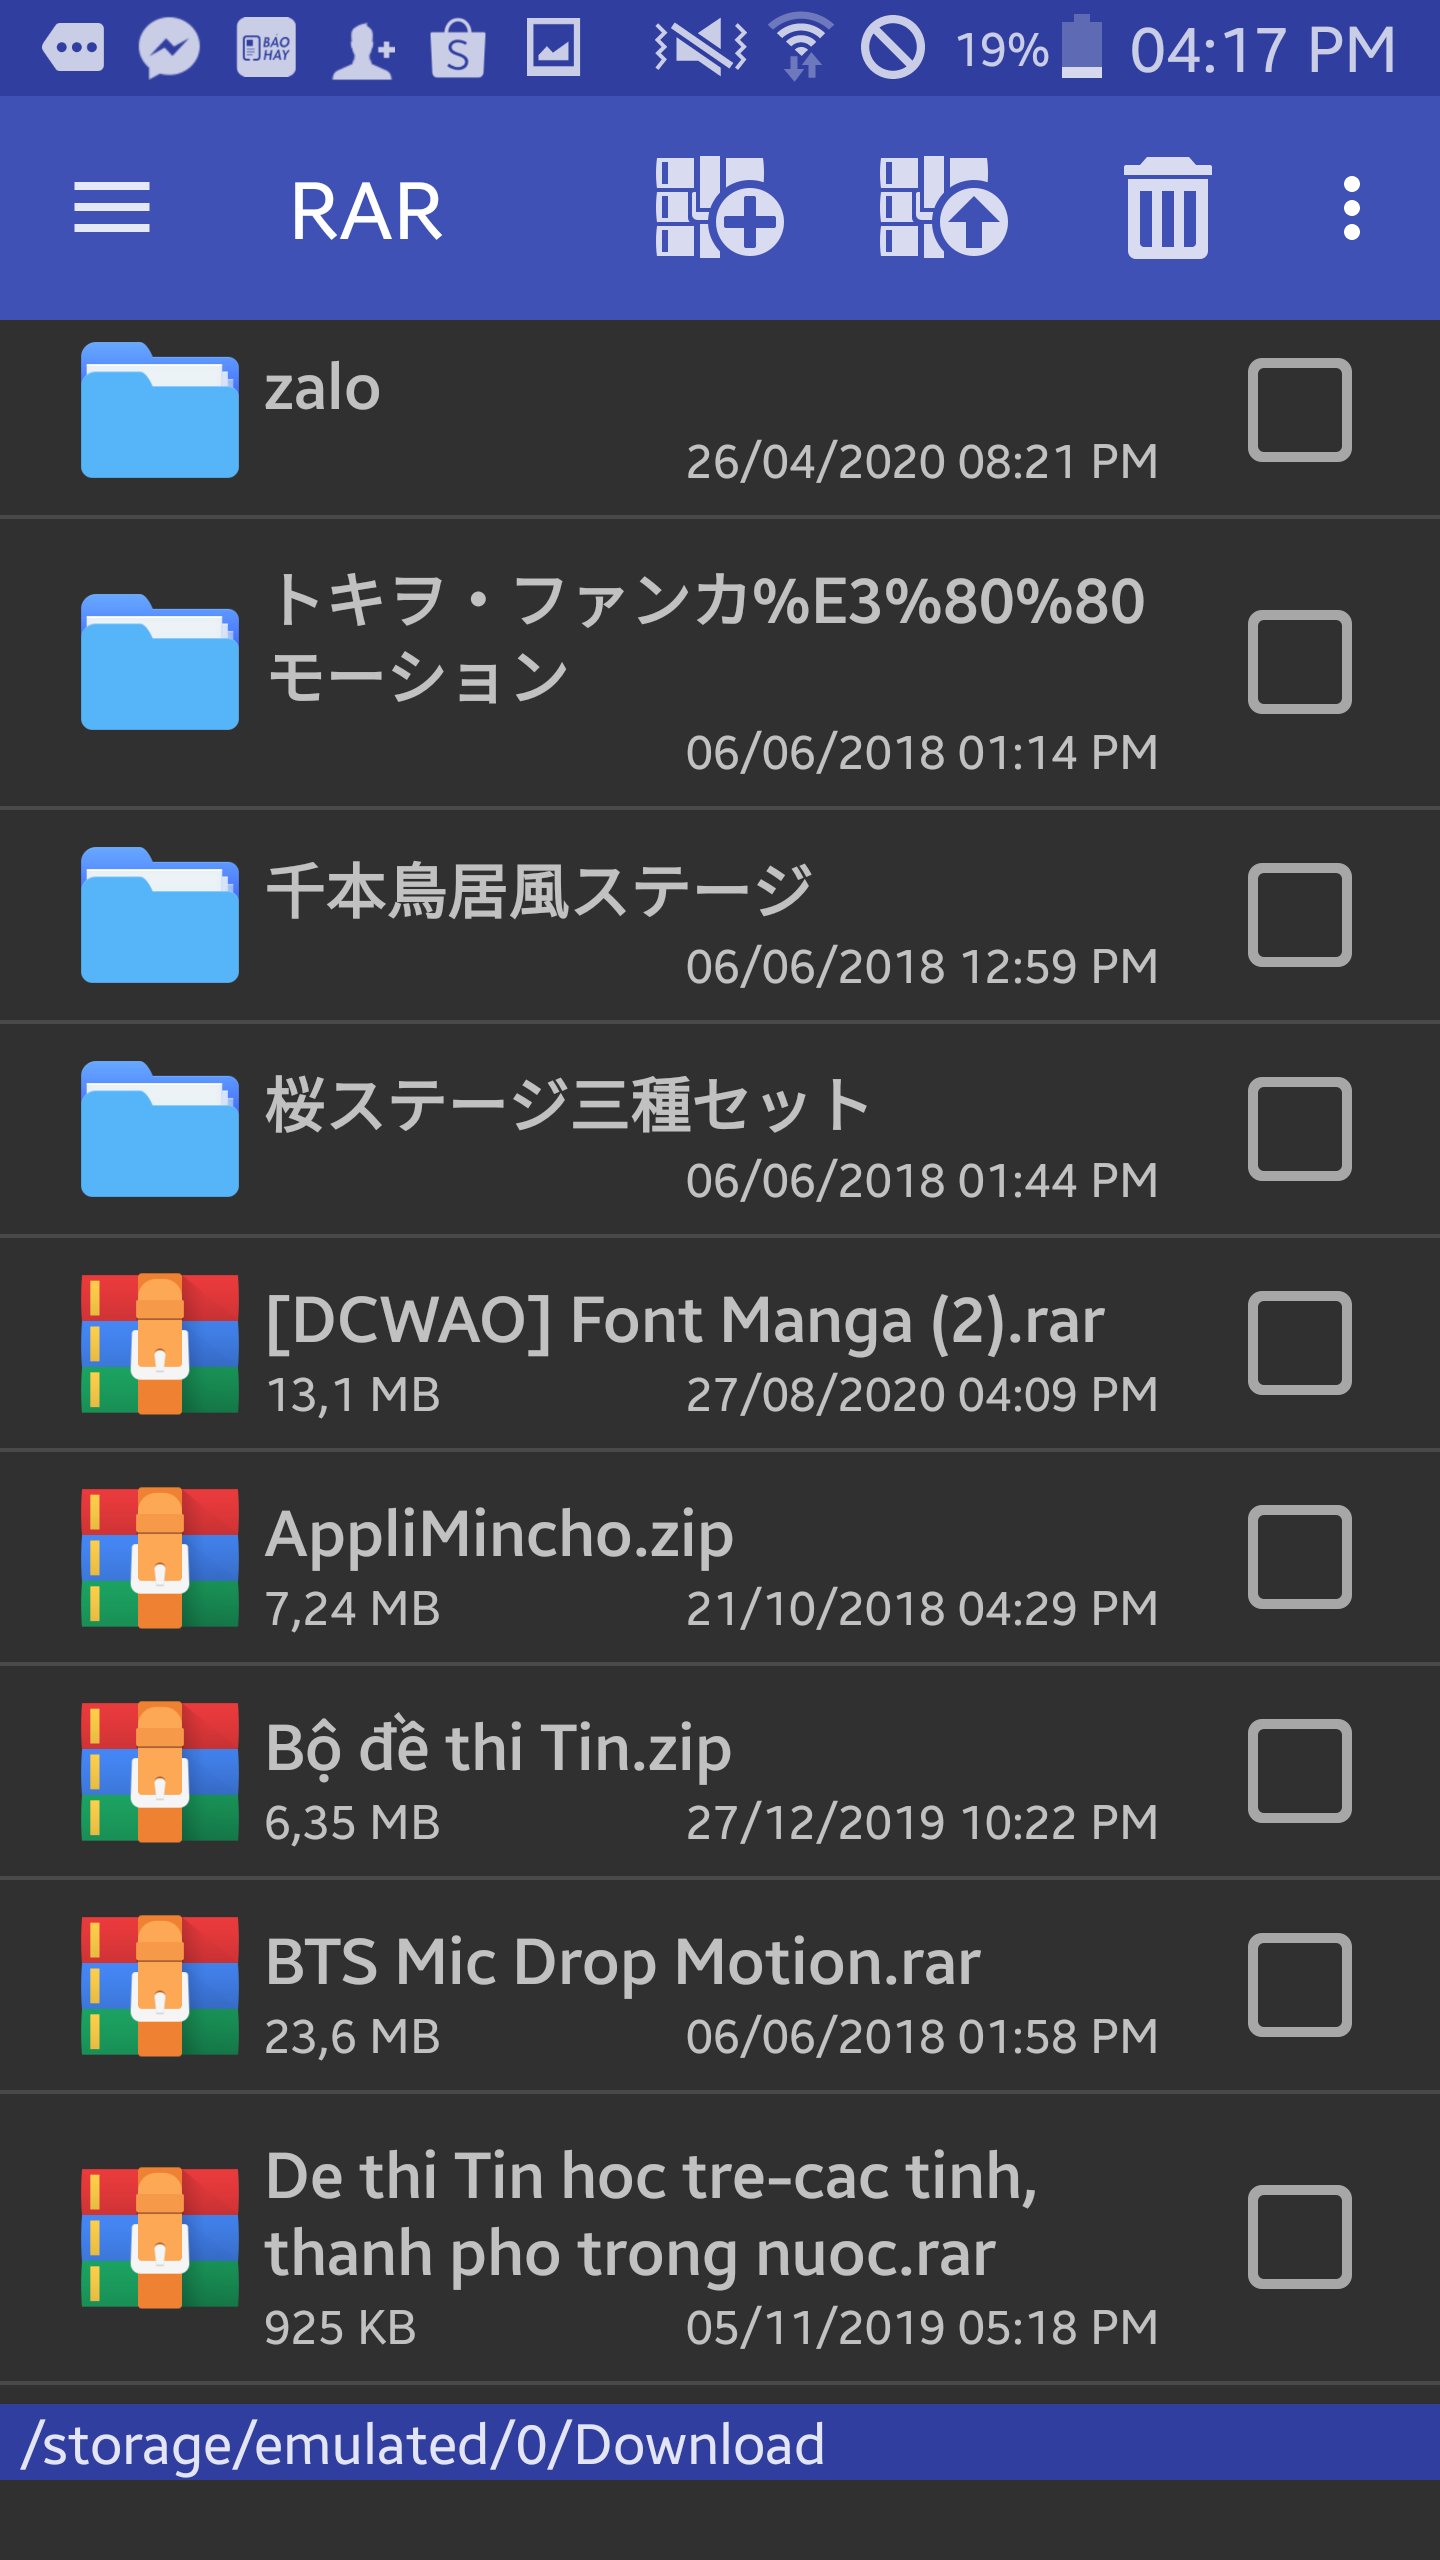 BÁO HAY
S
19% 04:17 PM
RAR
zalo
26/04/2020 08:21 PM
トキヲ・ファンカ%E3%80%80
モーション
06/06/2018 01:14 PM
千本鳥居風ステージ
06/06/2018 12:59 PM
桜ステージ三種セット
06/06/2018 01:44 PM
[DCWAO] Font Manga (2).rar
13,1 MB 27/08/2020 04:09 PM
AppliMincho.zip
7,24 MB 21/10/2018 04:29 PM
Bộ đề thi Tin.zip
6,35 MB 27/12/2019 10:22 PM
BTS Mic Drop Motion.rar
23,6 MB 06/06/2018 01:58 PM
De thi Tin hoc tre-cac tinh,
thanh pho trong nuoc.rar
925 KB 05/11/2019 05:18 PM
/storage/emulated/0/Download